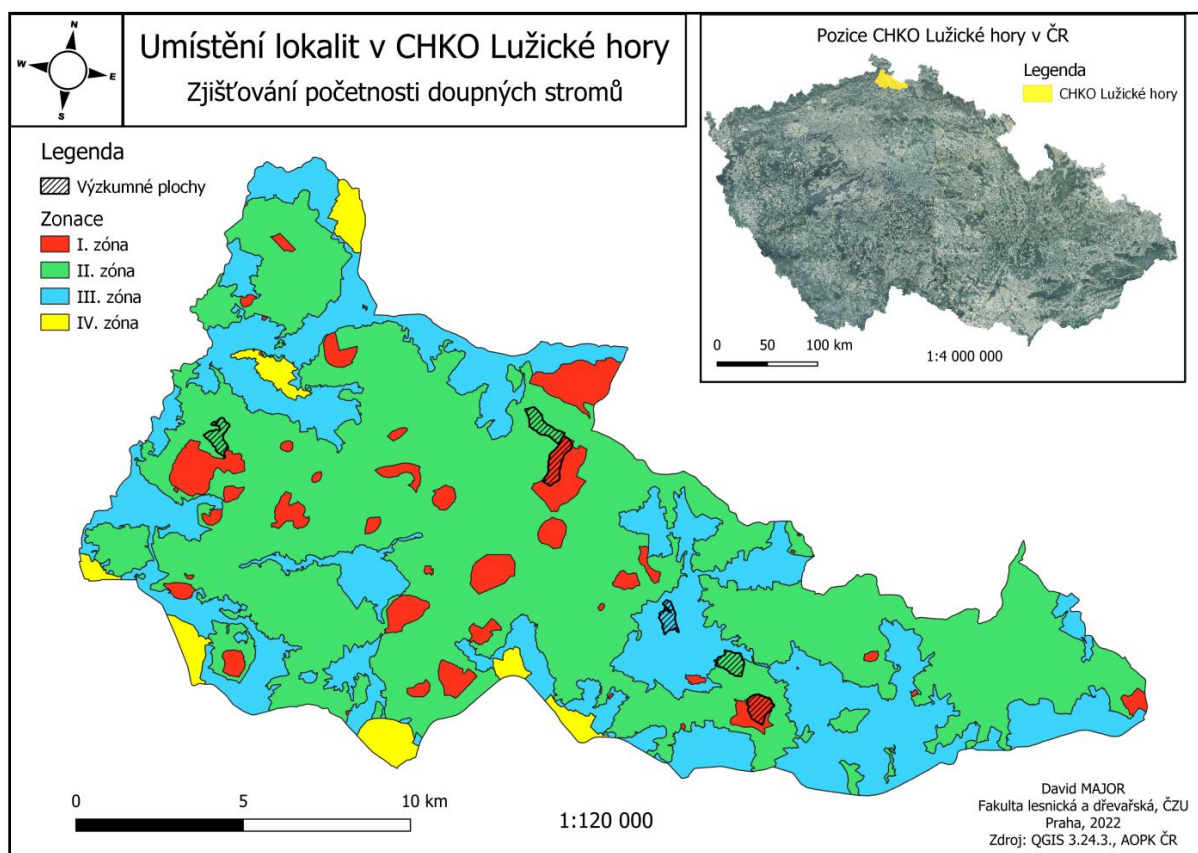 N
W
E
S
Umístění lokalit v CHKO Lužické hory
Zjišťování početnosti doupných stromů
Pozice CHKO Lužické hory v ČR
Legenda
CHKO Lužické hory
0 50 100 km
1:4 000 000
Legenda
Výzkumné plochy
Zonace
I. zóna
II. zóna
III. zóna
IV. zóna
0 5 10 km
1:120 000
David MAJOR
Fakulta lesnická a dřevařská, ČZU
Praha, 2022
Zdroj: QGIS 3.24.3., AOPK ČR